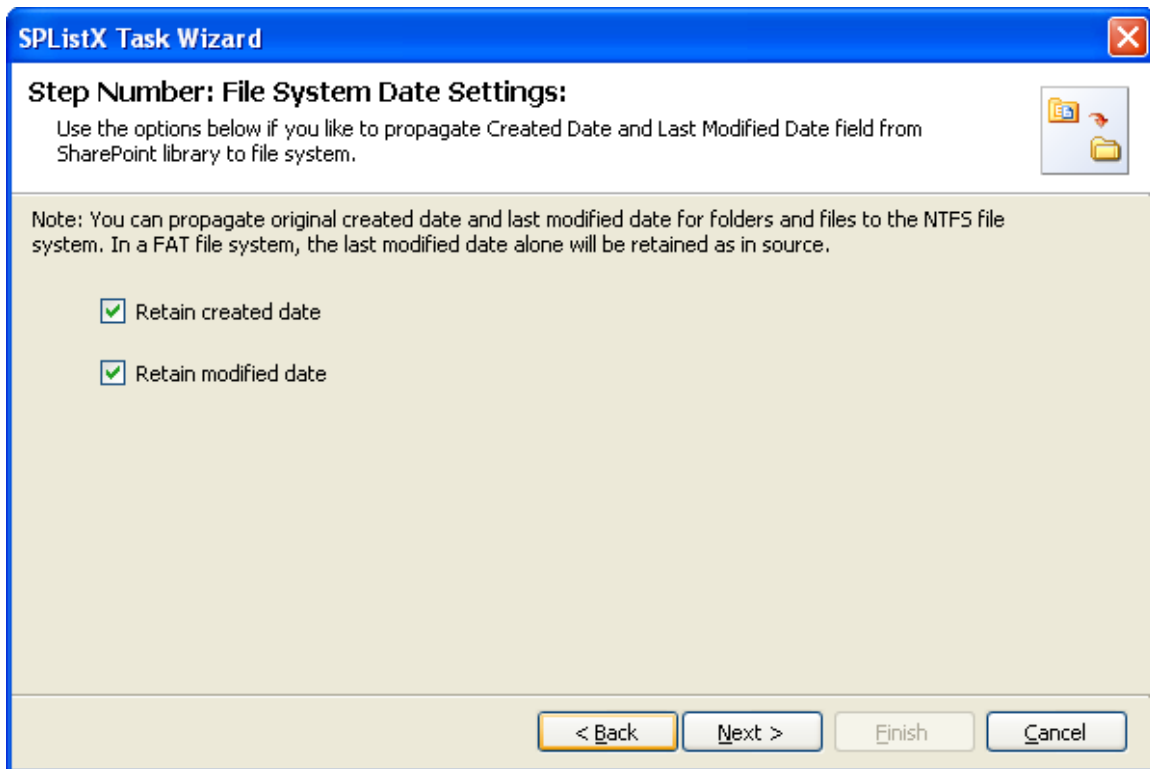 SPListX Task Wizard
Step Number: File System Date Settings:
Use the options below if you like to propagate Created Date and Last Modified Date field from
SharePoint library to file system.
Note: You can propagate original created date and last modified date for folders and files to the NTFS file
system. In a FAT file system, the last modified date alone will be retained as in source.
Retain created date
Retain modified date
< Back Next > Finish Cancel